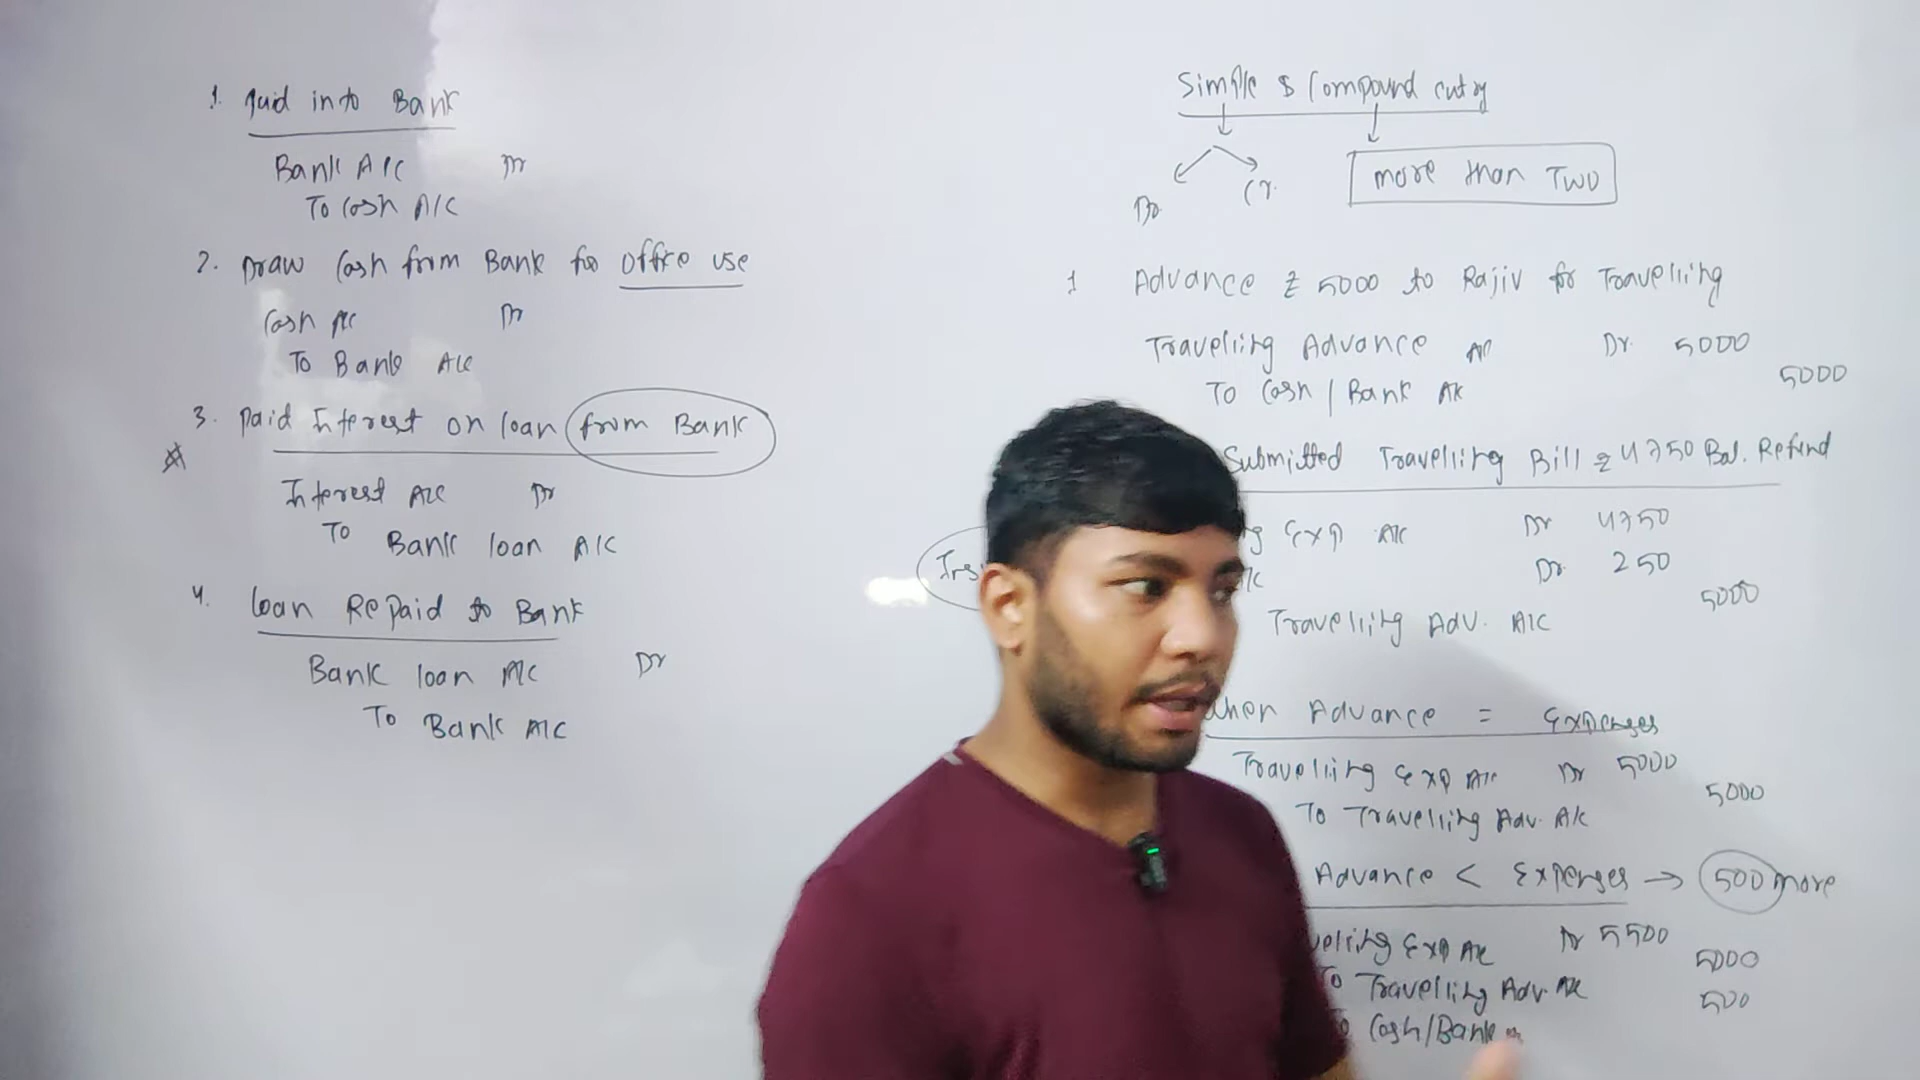 1. Paid into Bank
Bank A/C Dr
To Cash A/C
2. Draw Cash from Bank for office use
Cash A/C Dr
To Bank A/C
3. Paid Interest on loan from Bank
Interest A/C Dr
To Bank loan A/C
4. loan Repaid to Bank
Bank loan A/C Dr
To Bank A/C
Simple & Compound entry
Dr. Cr.
more than Two
1 Advance ₹ 5000 to Rajiv for Travelling
Travelling Advance A/C Dr. 5000
To Cash / Bank A/C 5000
Submitted Travelling Bill ₹ 4750 Bal. Refund
Exp A/C Dr 4750
Dr. 250
Travelling Adv. A/C 5000
When Advance = Expenses
Travelling Exp A/C Dr 5000
To Travelling Adv. A/C 5000
Advance < Expenses → 500 more
Exp A/C Dr 5500
To Travelling Adv. A/C 5000
Cash/Bank 500